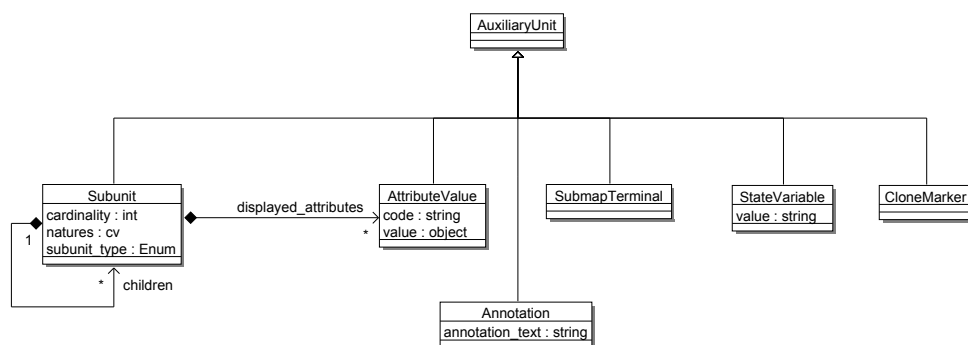 AuxiliaryUnit
Subunit
cardinality : int
natures : cv
subunit_type : Enum
1
*
children
displayed_attributes
*
AttributeValue
code : string
value : object
SubmapTerminal
StateVariable
value : string
CloneMarker
Annotation
annotation_text : string